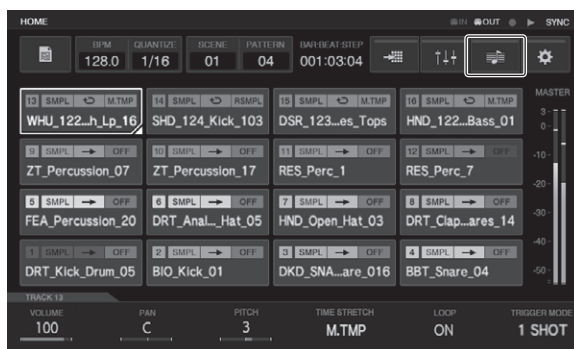 HOME IN OUT SYNC
BPM QUANTIZE SCENE PATTERN BAR:BEAT:STEP
128.0 1/16 01 04 001:03:04
MASTER
13 SMPL M.TMP 14 SMPL RSMPL 15 SMPL M.TMP 16 SMPL M.TMP
WHU_122...h_Lp_16 SHD_124_Kick_103 DSR_123...es_Tops HND_122...Bass_01
3
0
9 SMPL OFF 10 SMPL OFF 11 SMPL OFF 12 SMPL OFF
-10
ZT_Percussion_07 ZT_Percussion_17 RES_Perc_1 RES_Perc_7
-20
5 SMPL OFF 6 SMPL OFF 7 SMPL OFF 8 SMPL OFF
FEA_Percussion_20 DRT_Anal..._Hat_05 HND_Open_Hat_03 DRT_Clap...ares_14
-30
-40
1 SMPL OFF 2 SMPL OFF 3 SMPL OFF 4 SMPL OFF
DRT_Kick_Drum_05 BIO_Kick_01 DKD_SNA...are_016 BBT_Snare_04
-50
TRACK 13
VOLUME PAN PITCH TIME STRETCH LOOP TRIGGER MODE
100 C 3 M.TMP ON 1 SHOT